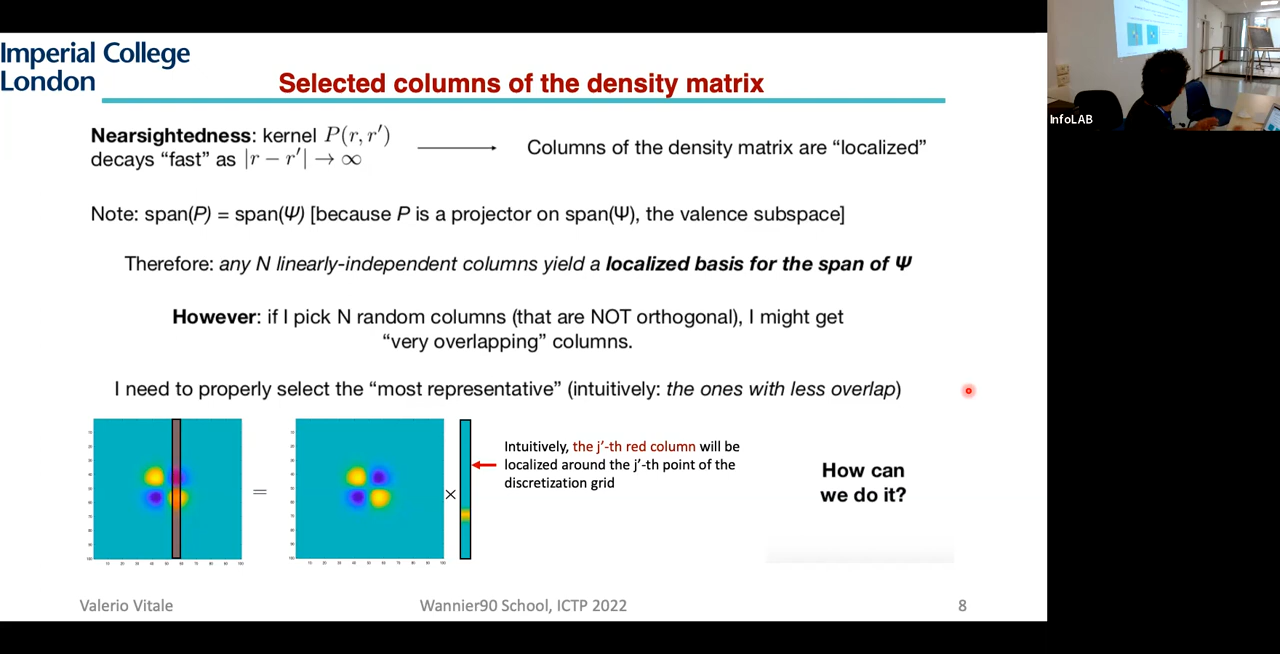 Imperial College
London
Selected columns of the density matrix
Nearsightedness: kernel P(r, r′)
decays “fast” as |r − r′| → ∞
Columns of the density matrix are “localized”
Note: span(P) = span(Ψ) [because P is a projector on span(Ψ), the valence subspace]
Therefore: any N linearly-independent columns yield a localized basis for the span of Ψ
However: if I pick N random columns (that are NOT orthogonal), I might get
“very overlapping” columns.
I need to properly select the “most representative” (intuitively: the ones with less overlap)
=
×
Intuitively, the j’-th red column will be
localized around the j’-th point of the
discretization grid
How can
we do it?
Valerio Vitale
Wannier90 School, ICTP 2022
8
InfoLAB